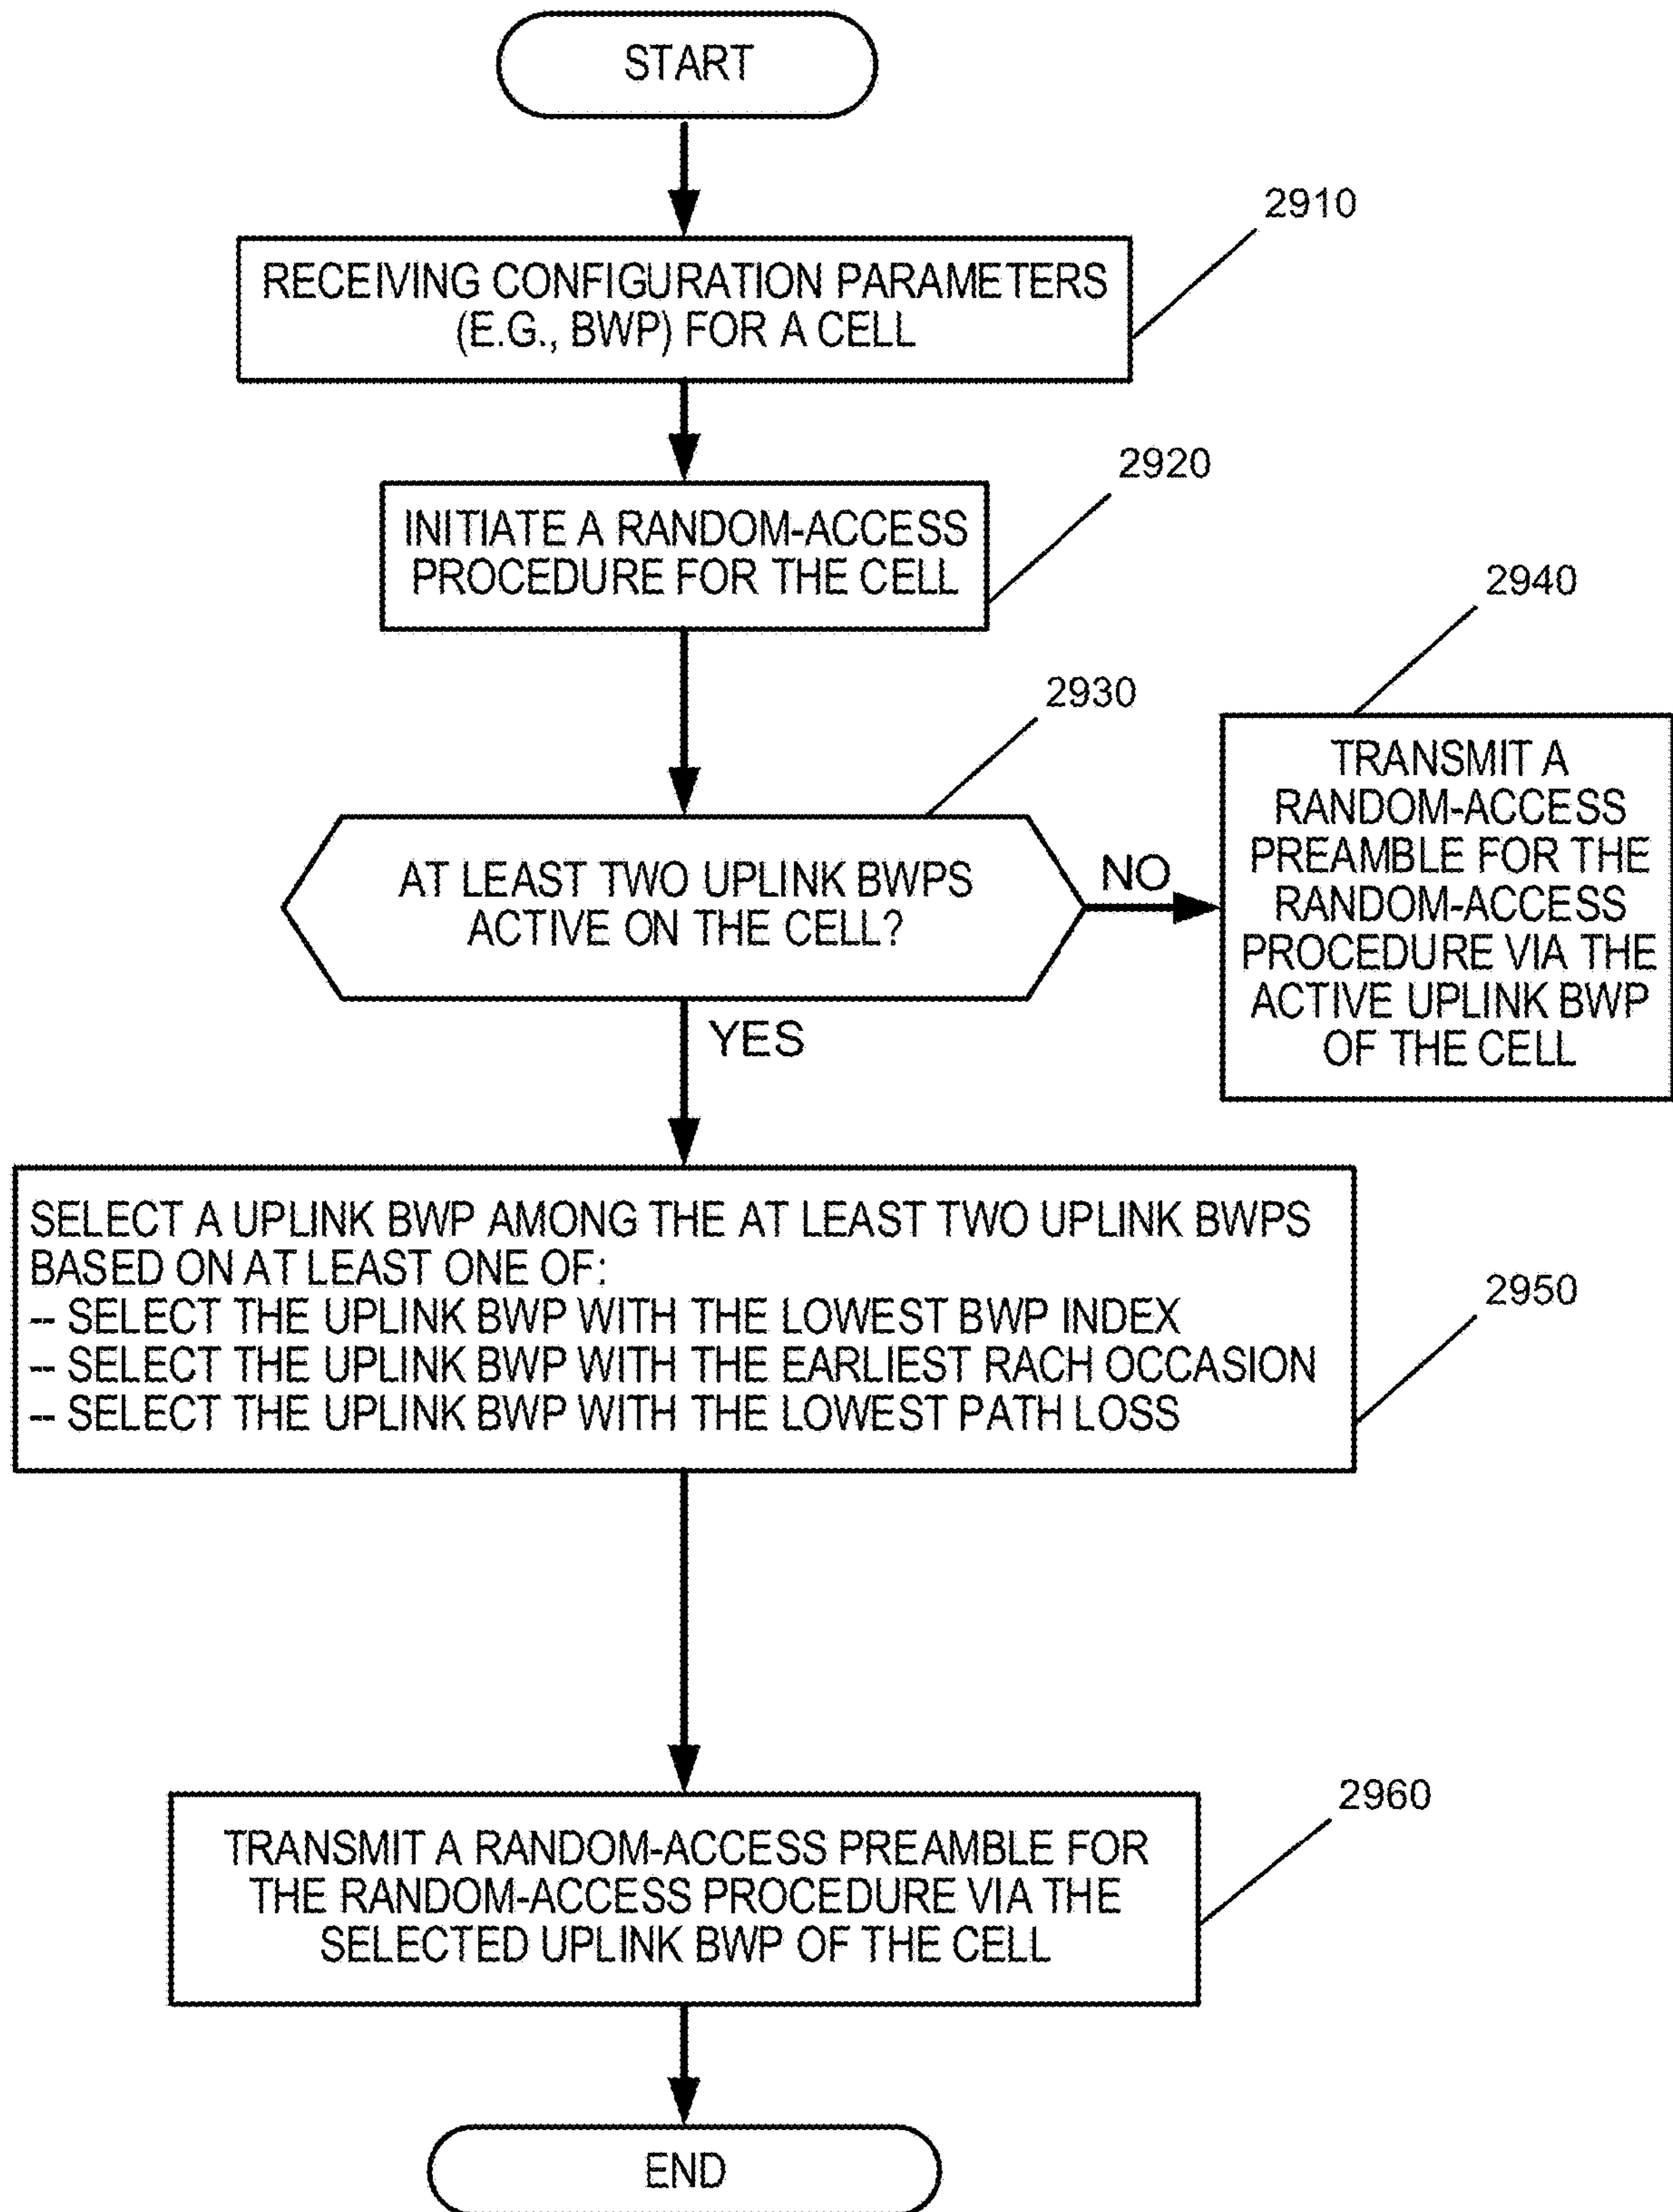 START
2910
RECEIVING CONFIGURATION PARAMETERS
(E.G., BWP) FOR A CELL
2920
INITIATE A RANDOM-ACCESS
PROCEDURE FOR THE CELL
2930
AT LEAST TWO UPLINK BWPS
ACTIVE ON THE CELL?
NO
2940
TRANSMIT A
RANDOM-ACCESS
PREAMBLE FOR THE
RANDOM-ACCESS
PROCEDURE VIA THE
ACTIVE UPLINK BWP
OF THE CELL
YES
SELECT A UPLINK BWP AMONG THE AT LEAST TWO UPLINK BWPS
BASED ON AT LEAST ONE OF:
-- SELECT THE UPLINK BWP WITH THE LOWEST BWP INDEX
-- SELECT THE UPLINK BWP WITH THE EARLIEST RACH OCCASION
-- SELECT THE UPLINK BWP WITH THE LOWEST PATH LOSS
2950
2960
TRANSMIT A RANDOM-ACCESS PREAMBLE FOR
THE RANDOM-ACCESS PROCEDURE VIA THE
SELECTED UPLINK BWP OF THE CELL
END